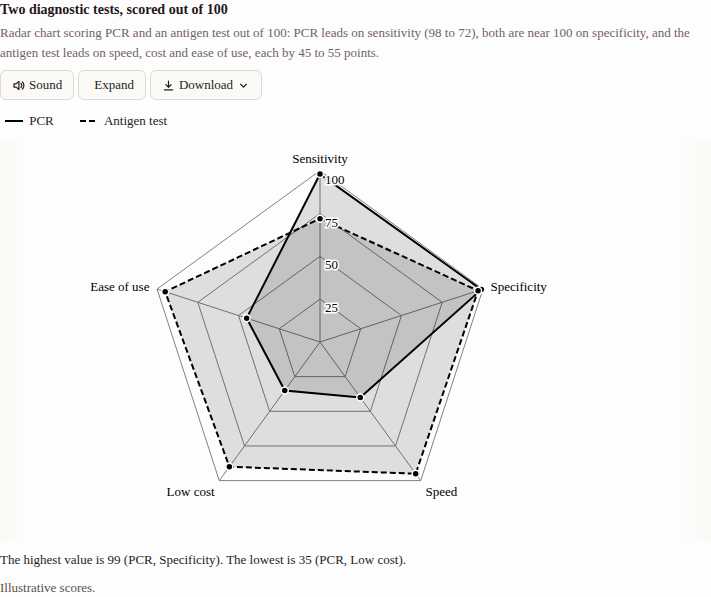 Two diagnostic tests, scored out of 100
Radar chart scoring PCR and an antigen test out of 100: PCR leads on sensitivity (98 to 72), both are near 100 on specificity, and the
antigen test leads on speed, cost and ease of use, each by 45 to 55 points.
Sound Expand Download
PCR Antigen test
Sensitivity
100
75
50
25
Ease of use Specificity
Low cost Speed
The highest value is 99 (PCR, Specificity). The lowest is 35 (PCR, Low cost).
Illustrative scores.